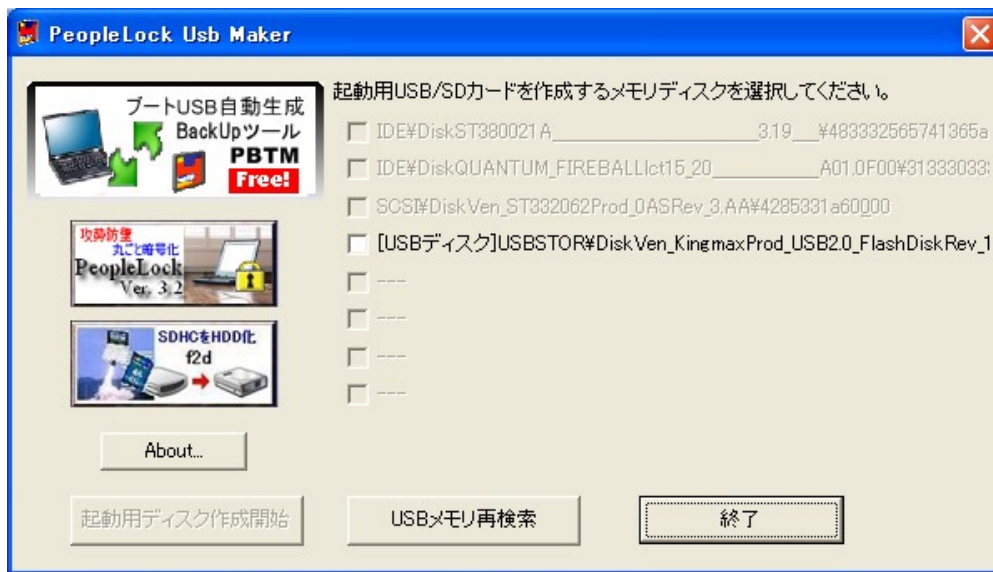 PeopleLock Usb Maker
ブートUSB自動生成
BackUpツール
PBTM
Free!
起動用USB/SDカードを作成するメモリディスクを選択してください。
IDE¥DiskST380021A_____________________3.19___¥4833325657413​65a
IDE¥DiskQUANTUM_FIREBALLlct15_20___________A01.0F00¥31333033
SCSI¥DiskVen_ST332062Prod_0ASRev_3.AA¥4285331a60000
[USBディスク]USBSTOR¥DiskVen_KingmaxProd_USB2.0_FlashDiskRev_1
---
---
---
---
攻勢防壁
丸ごと暗号化
PeopleLock
Ver. 3.2
SDHCをHDD化
f2d
About...
起動用ディスク作成開始
USBメモリ再検索
終了